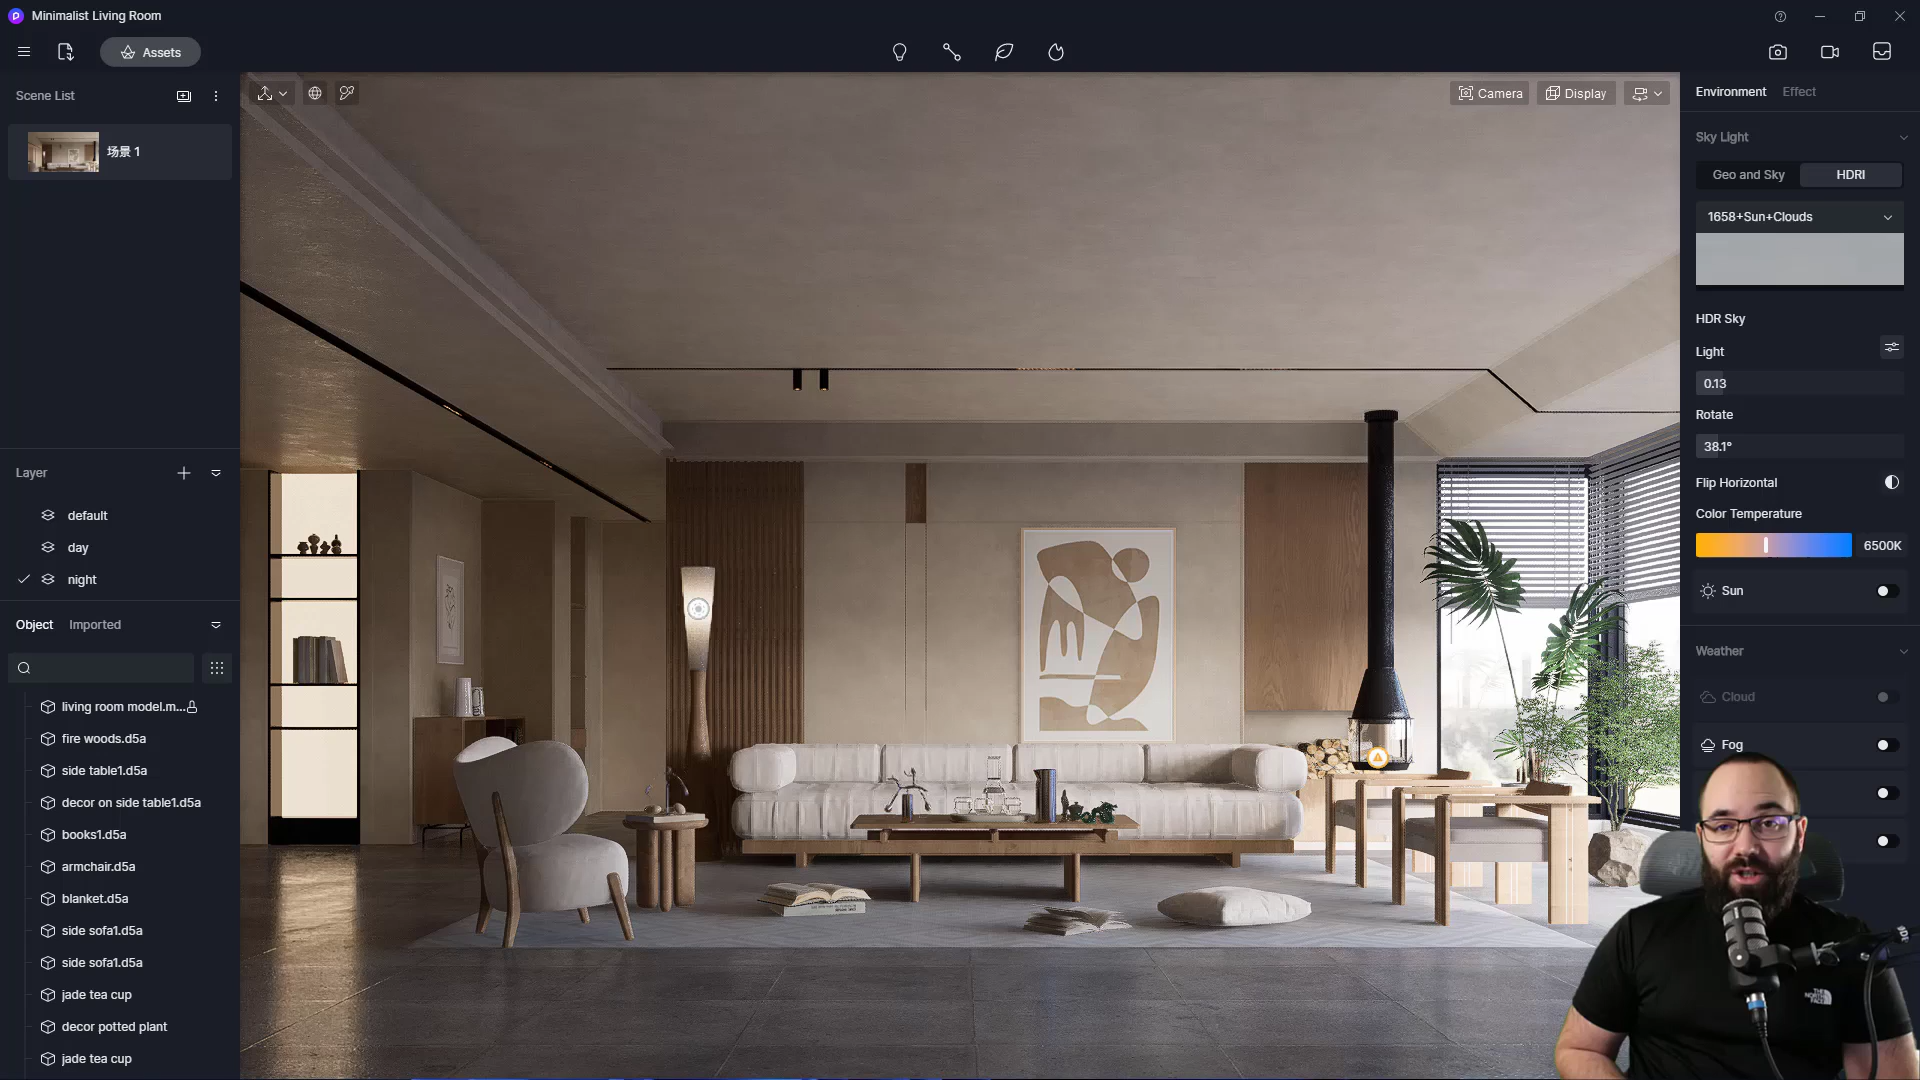 Minimalist Living Room
Assets
Scene List
场景 1
Layer
default
day
night
Object
Imported
living room model.m...
fire woods.d5a
side table1.d5a
decor on side table1.d5a
books1.d5a
armchair.d5a
blanket.d5a
side sofa1.d5a
side sofa1.d5a
jade tea cup
decor potted plant
jade tea cup
Camera
Display
Environment
Effect
Sky Light
Geo and Sky
HDRI
1658+Sun+Clouds
HDR Sky
Light
0.13
Rotate
38.1°
Flip Horizontal
Color Temperature
6500K
Sun
Weather
Cloud
Fog
THE
NORTH
FACE